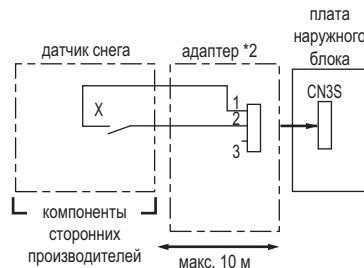 плата
наружного
блока
датчик снега
адаптер *2
CN3S
X
1
2
3
компоненты
сторонних
производителей
макс. 10 м